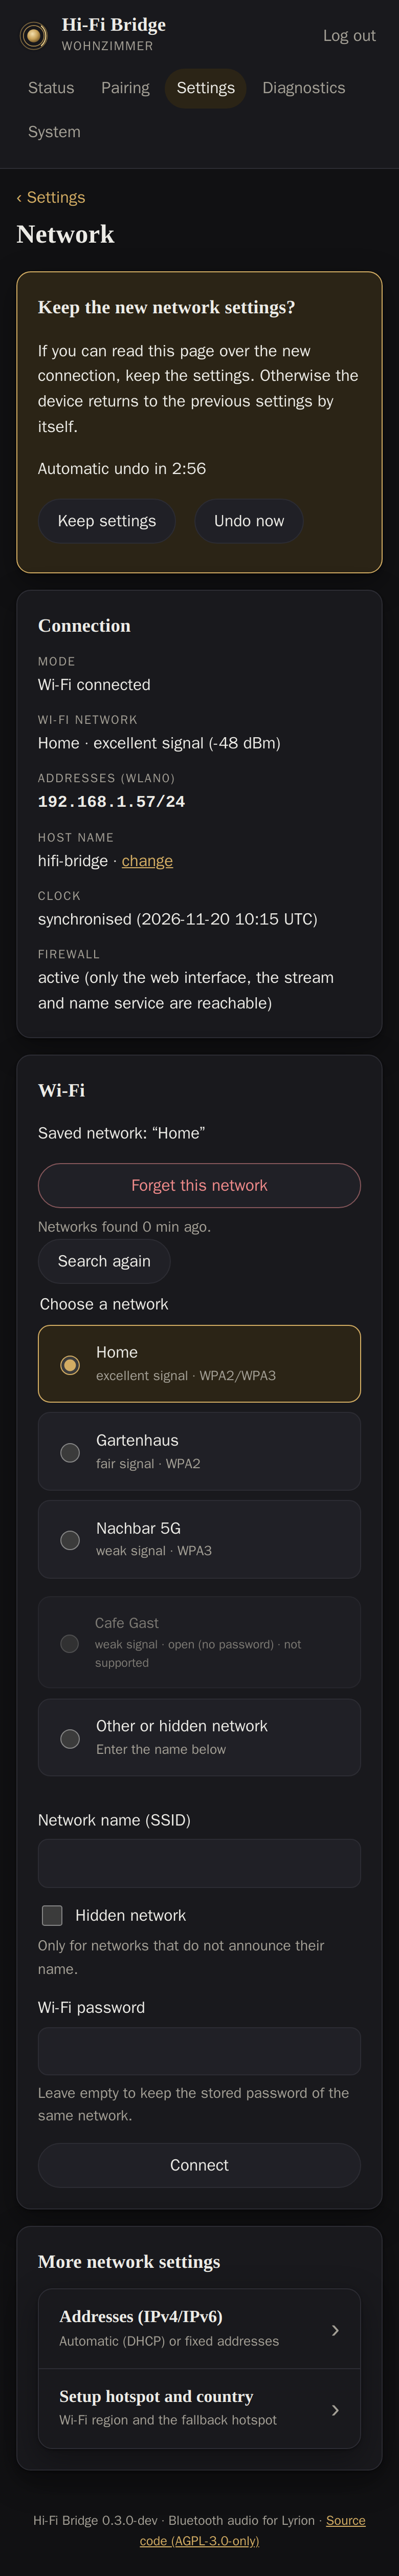 Hi-Fi Bridge
WOHNZIMMER
Log out
Status
Pairing
Settings
Diagnostics
System
‹ Settings
Network
Keep the new network settings?
If you can read this page over the new
connection, keep the settings. Otherwise the
device returns to the previous settings by
itself.
Automatic undo in 2:56
Keep settings
Undo now
Connection
MODE
Wi-Fi connected
WI-FI NETWORK
Home · excellent signal (-48 dBm)
ADDRESSES (WLAN0)
192.168.1.57/24
HOST NAME
hifi-bridge · change
CLOCK
synchronised (2026-11-20 10:15 UTC)
FIREWALL
active (only the web interface, the stream
and name service are reachable)
Wi-Fi
Saved network: “Home”
Forget this network
Networks found 0 min ago.
Search again
Choose a network
Home
excellent signal · WPA2/WPA3
Gartenhaus
fair signal · WPA2
Nachbar 5G
weak signal · WPA3
Cafe Gast
weak signal · open (no password) · not
supported
Other or hidden network
Enter the name below
Network name (SSID)
Hidden network
Only for networks that do not announce their
name.
Wi-Fi password
Leave empty to keep the stored password of the
same network.
Connect
More network settings
Addresses (IPv4/IPv6)
Automatic (DHCP) or fixed addresses
›
Setup hotspot and country
Wi-Fi region and the fallback hotspot
›
Hi-Fi Bridge 0.3.0-dev · Bluetooth audio for Lyrion · Source
code (AGPL-3.0-only)